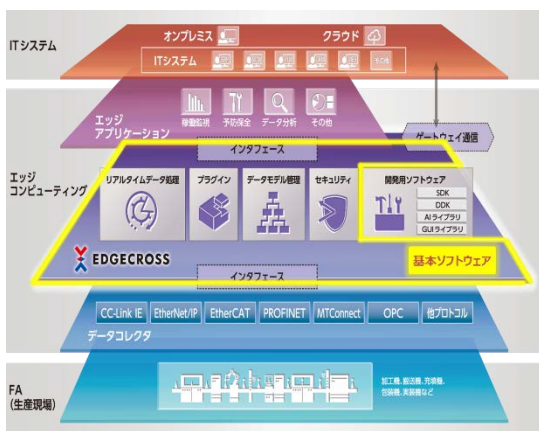 ITシステム
オンプレミス
クラウド
ITシステム
その他
エッジ
アプリケーション
稼働監視
予防保全
データ分析
その他
ゲートウェイ通信
インタフェース
エッジ
コンピューティング
リアルタイムデータ処理
プラグイン
データモデル管理
セキュリティ
開発用ソフトウェア
SDK
DDK
AIライブラリ
GUIライブラリ
EDGECROSS
基本ソフトウェア
インタフェース
CC-Link IE
EtherNet/IP
EtherCAT
PROFINET
MTConnect
OPC
他プロトコル
データコレクタ
FA
(生産現場)
加工機、搬送機、充填機、
包装機、実装機など